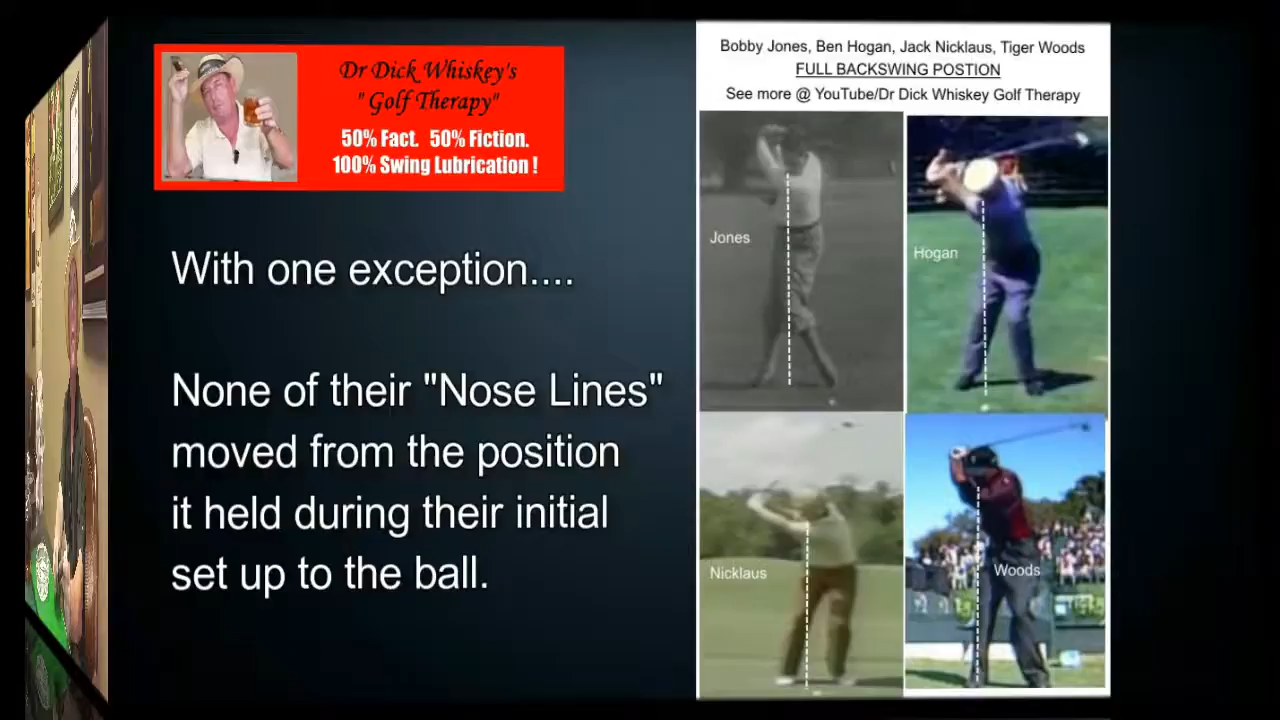 Dr Dick Whiskey's
"Golf Therapy"
50% Fact. 50% Fiction.
100% Swing Lubrication !
With one exception....
None of their "Nose Lines"
moved from the position
it held during their initial
set up to the ball.
Bobby Jones, Ben Hogan, Jack Nicklaus, Tiger Woods
FULL BACKSWING POSTION
See more @ YouTube/Dr Dick Whiskey Golf Therapy
Jones
Hogan
Nicklaus
Woods